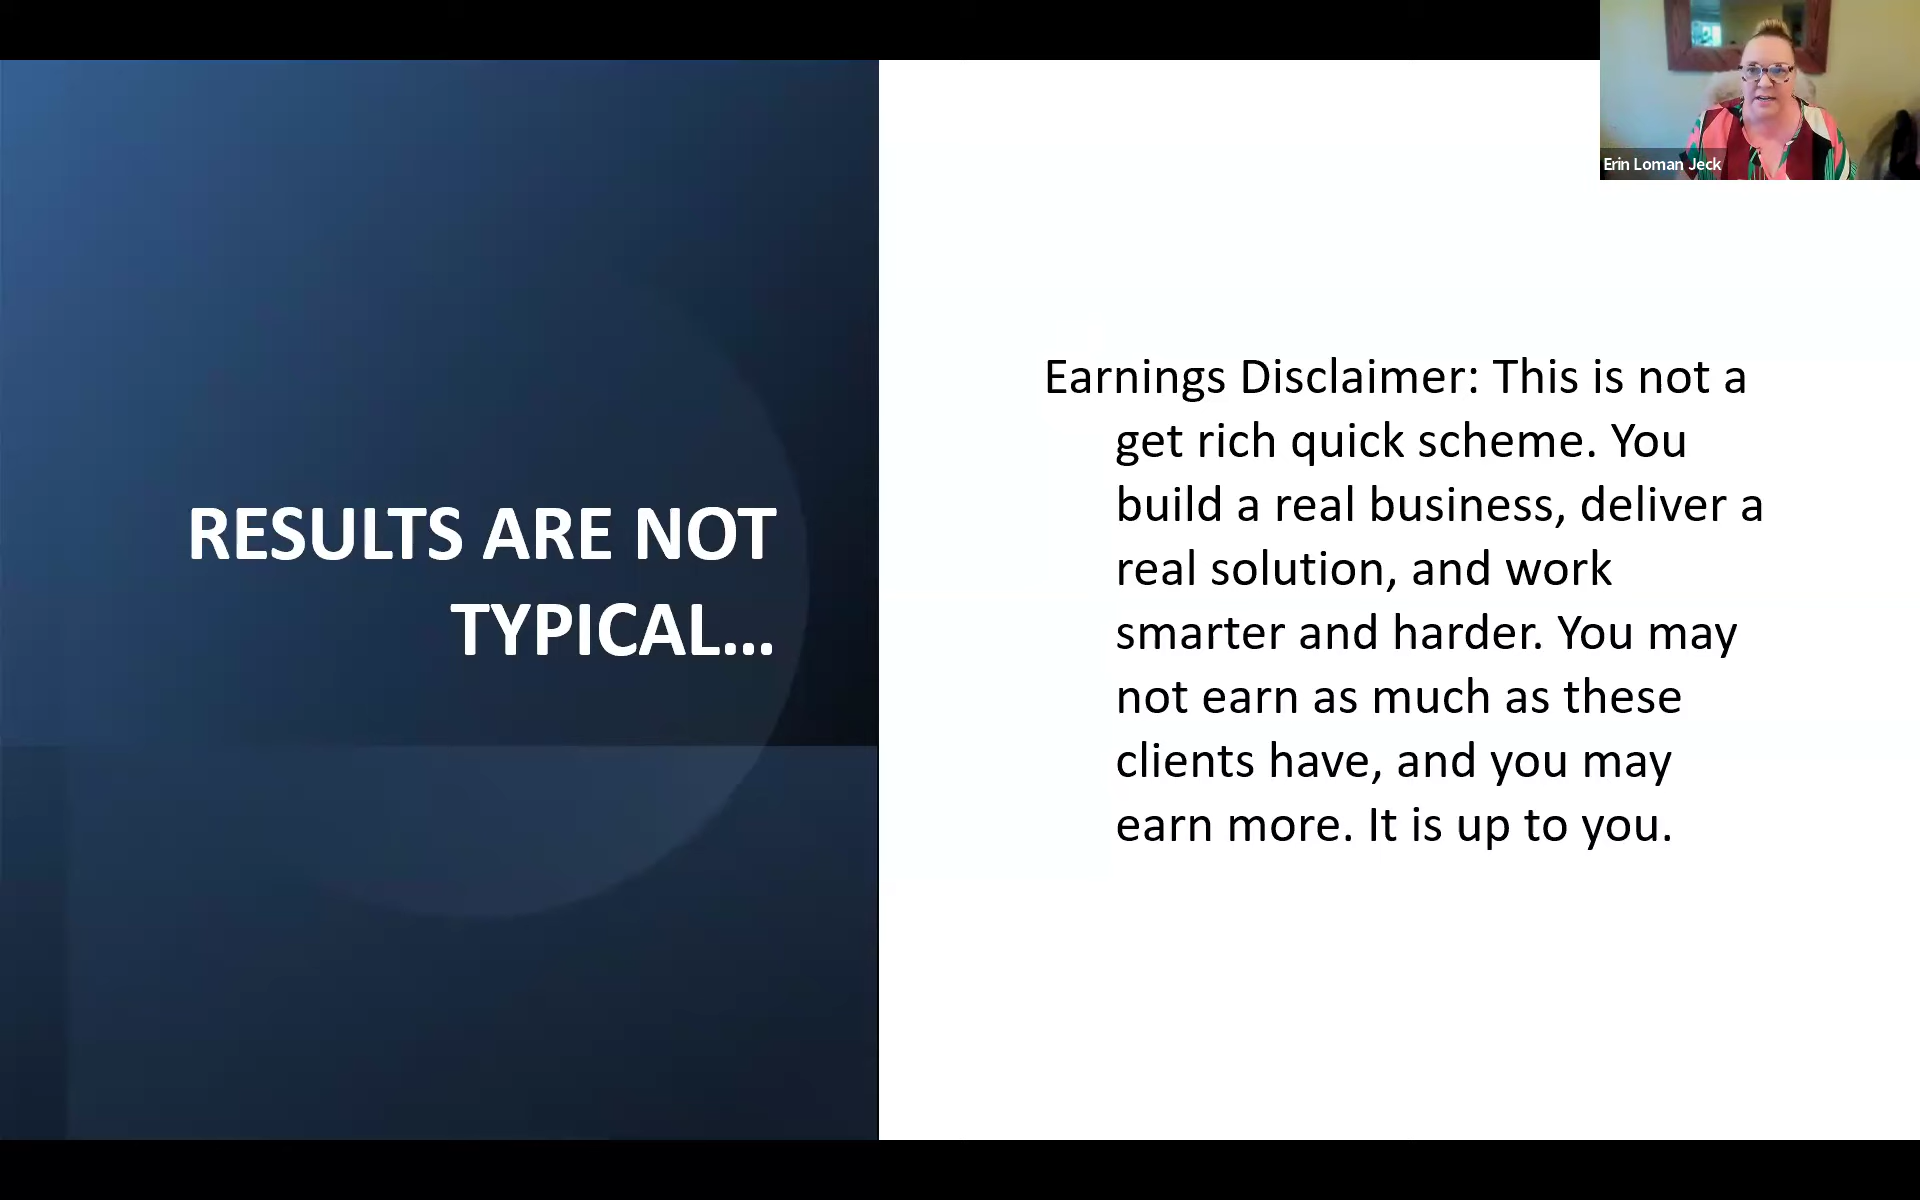 Erin Loman Jeck
RESULTS ARE NOT
TYPICAL...
Earnings Disclaimer: This is not a
get rich quick scheme. You
build a real business, deliver a
real solution, and work
smarter and harder. You may
not earn as much as these
clients have, and you may
earn more. It is up to you.